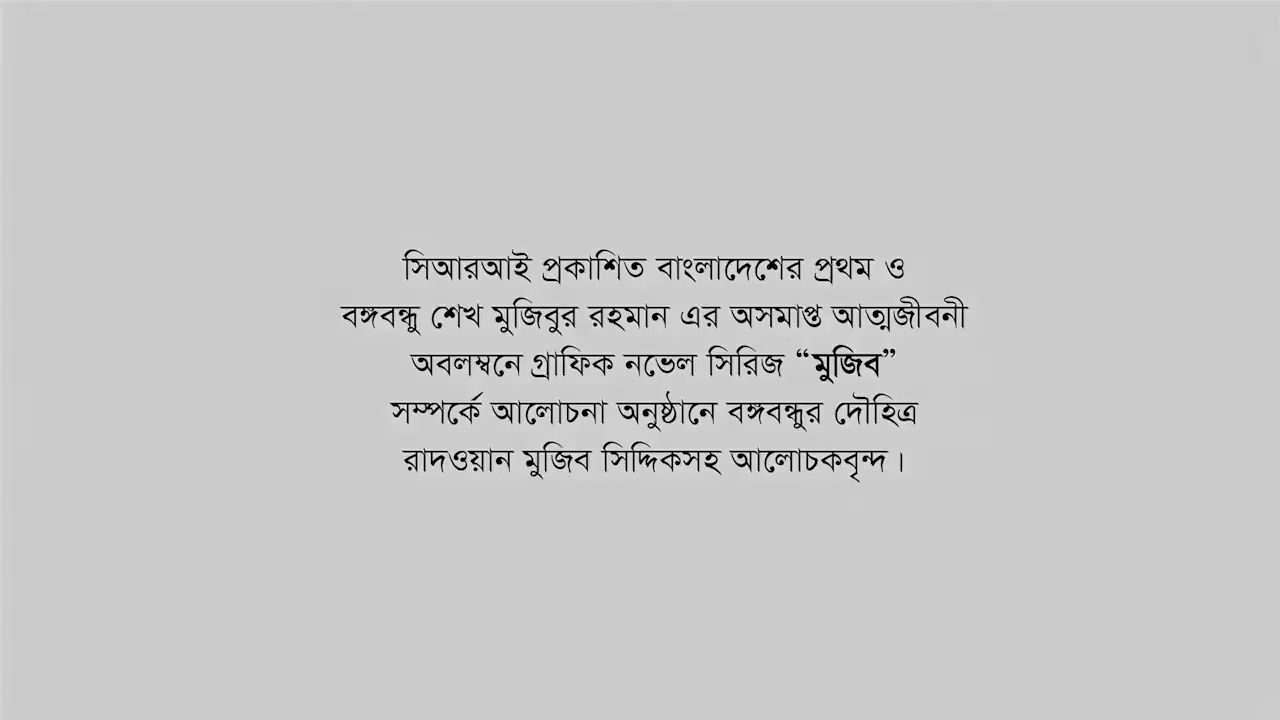 সিআরআই প্রকাশিত বাংলাদেশের প্রথম ও
বঙ্গবন্ধু শেখ মুজিবুর রহমান এর অসমাপ্ত আত্মজীবনী
অবলম্বনে গ্রাফিক নভেল সিরিজ “মুজিব”
সম্পর্কে আলোচনা অনুষ্ঠানে বঙ্গবন্ধুর দৌহিত্র
রাদওয়ান মুজিব সিদ্দিকসহ আলোচকবৃন্দ।